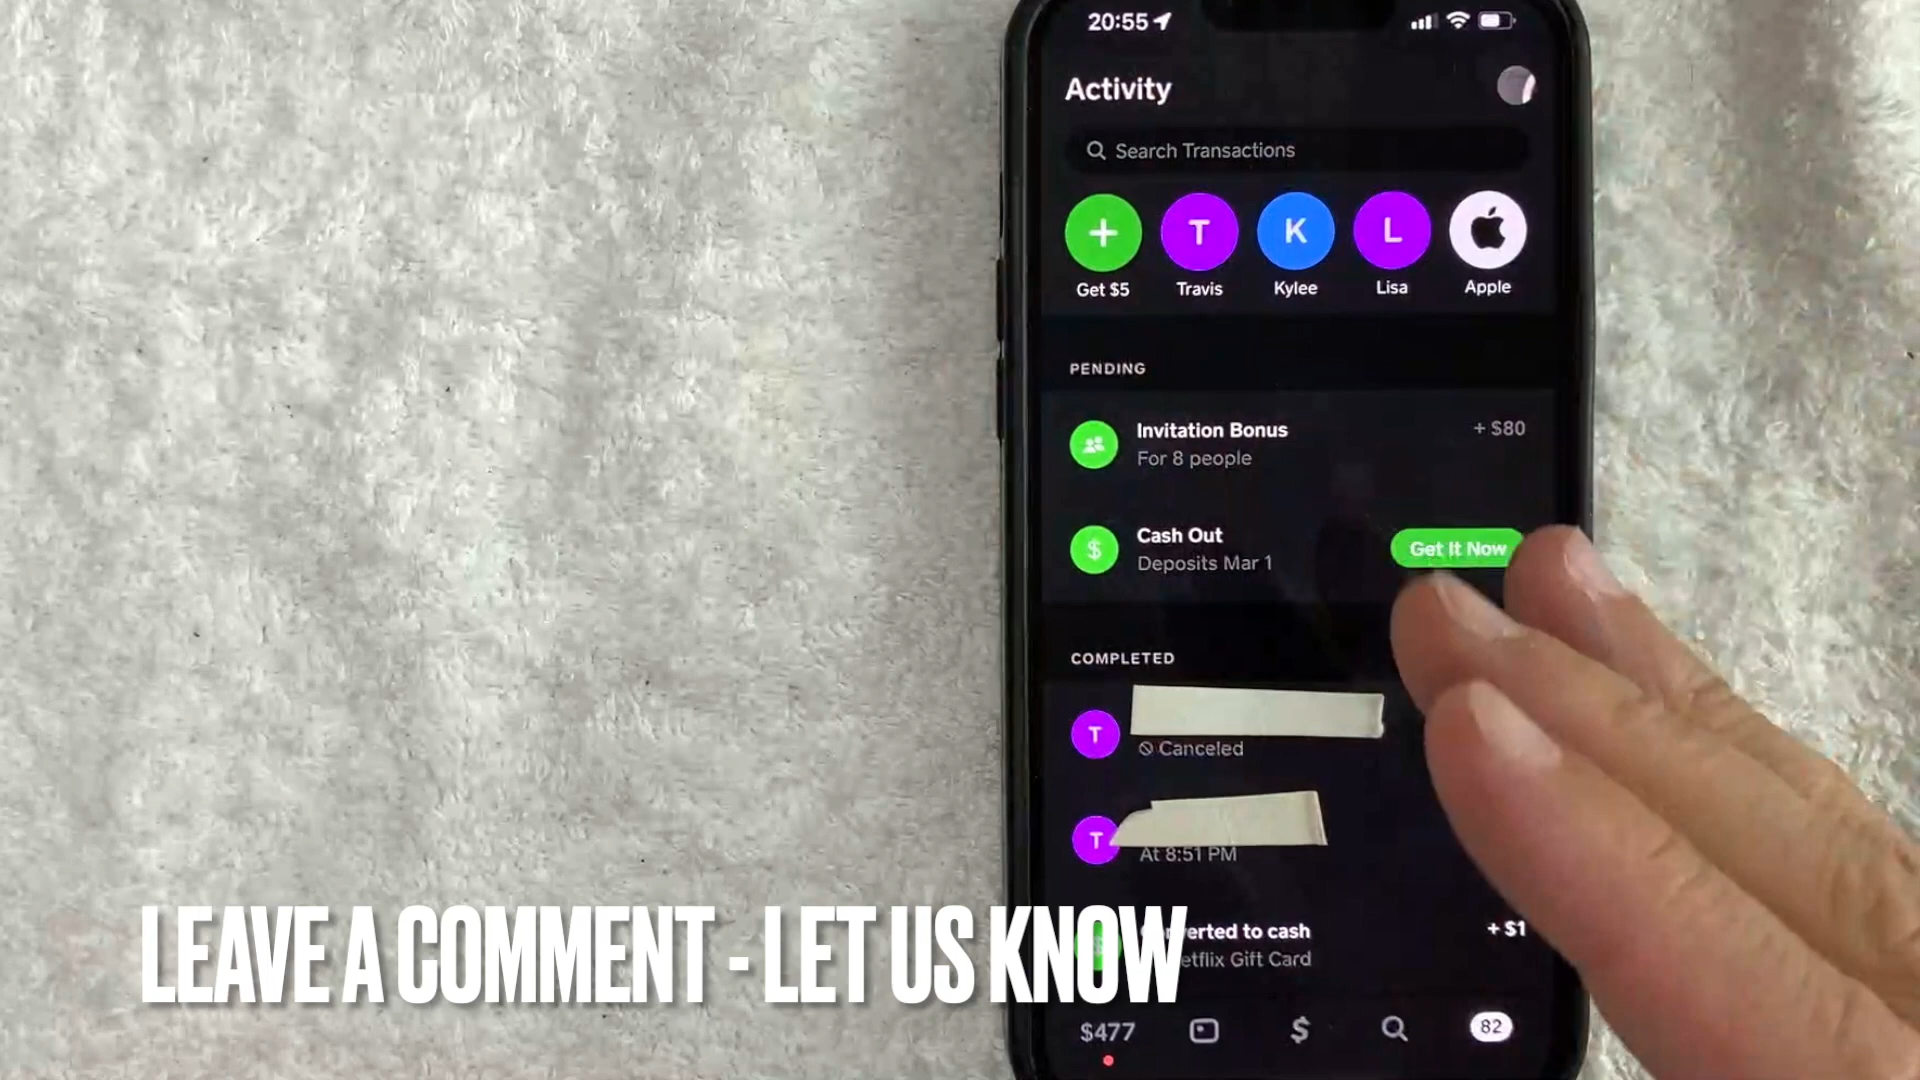 20:55
Activity
Search Transactions
+
T
K
L
Get $5
Travis
Kylee
Lisa
Apple
PENDING
Invitation Bonus
+ $80
For 8 people
$
Cash Out
Deposits Mar 1
Get It Now
COMPLETED
T
Canceled
T
At 8:51 PM
to cash
+ $1
Gift Card
LEAVE A COMMENT - LET US KNOW
$477
$
82